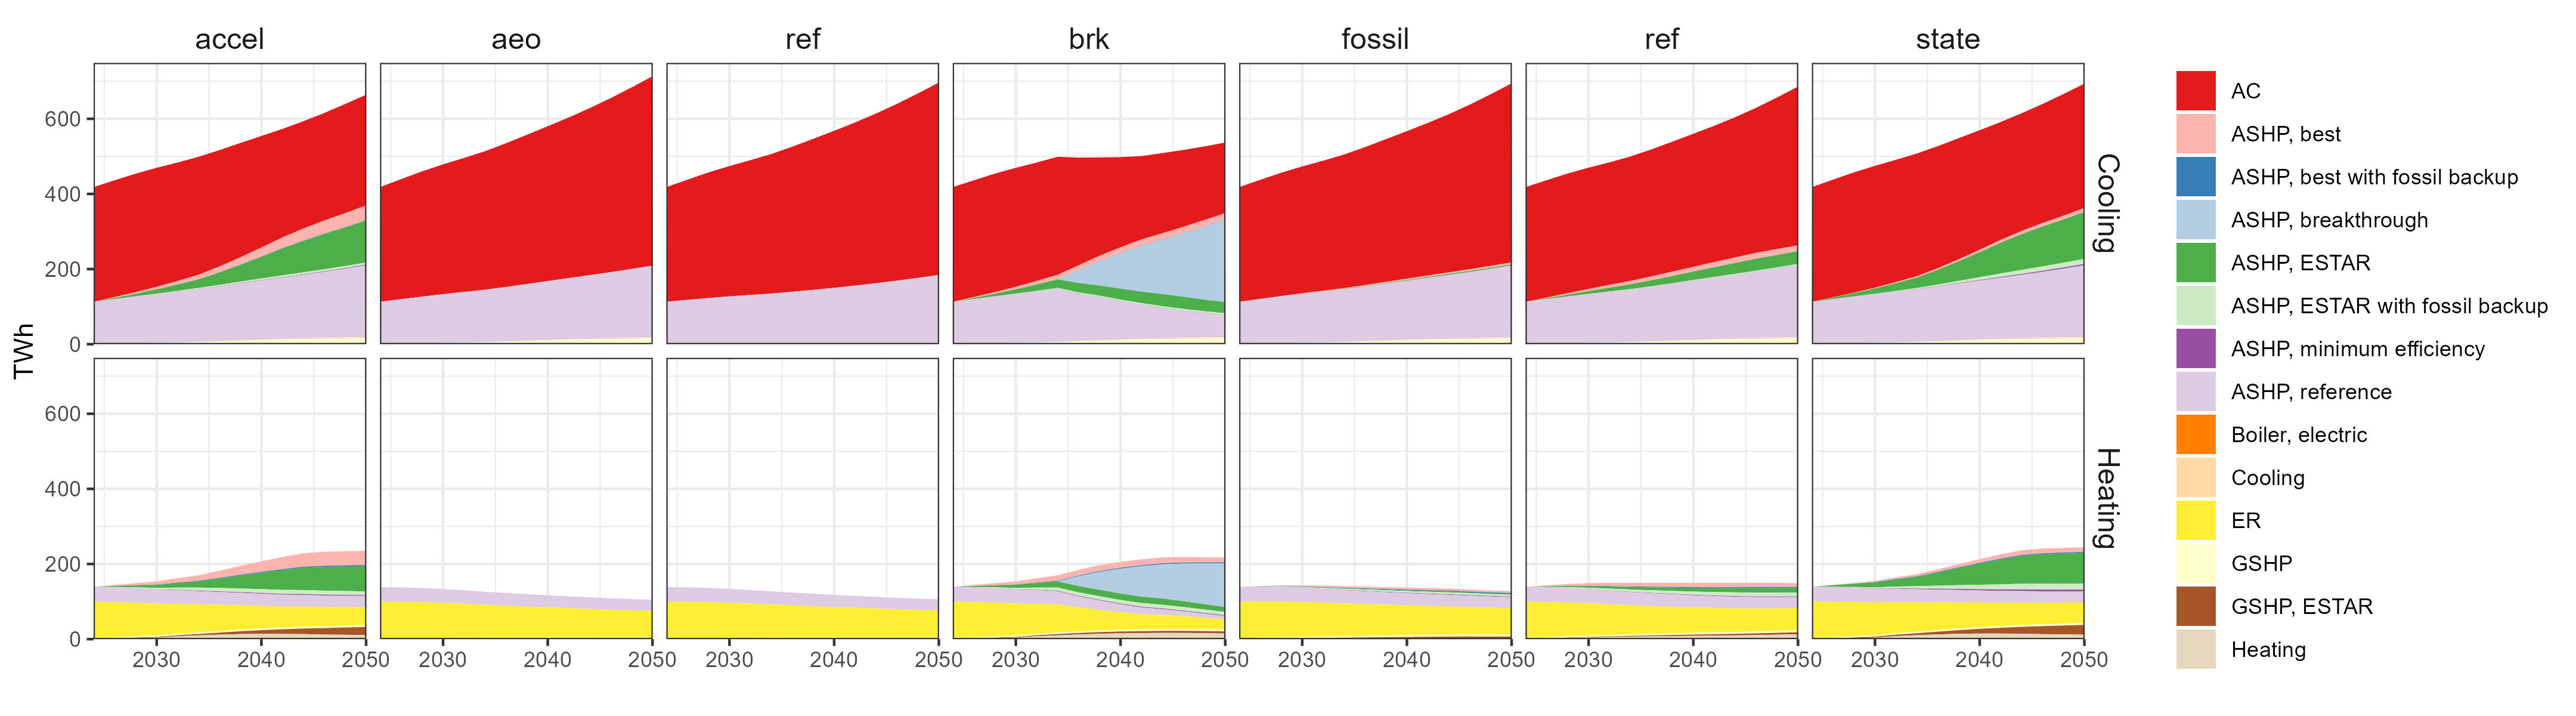 accel aeo ref brk fossil ref state
TWh
600
400
200
0
Cooling
600
400
200
0
Heating
2030 2040 2050 2030 2040 2050 2030 2040 2050 2030 2040 2050 2030 2040 2050 2030 2040 2050 2030 2040 2050
AC
ASHP, best
ASHP, best with fossil backup
ASHP, breakthrough
ASHP, ESTAR
ASHP, ESTAR with fossil backup
ASHP, minimum efficiency
ASHP, reference
Boiler, electric
Cooling
ER
GSHP
GSHP, ESTAR
Heating